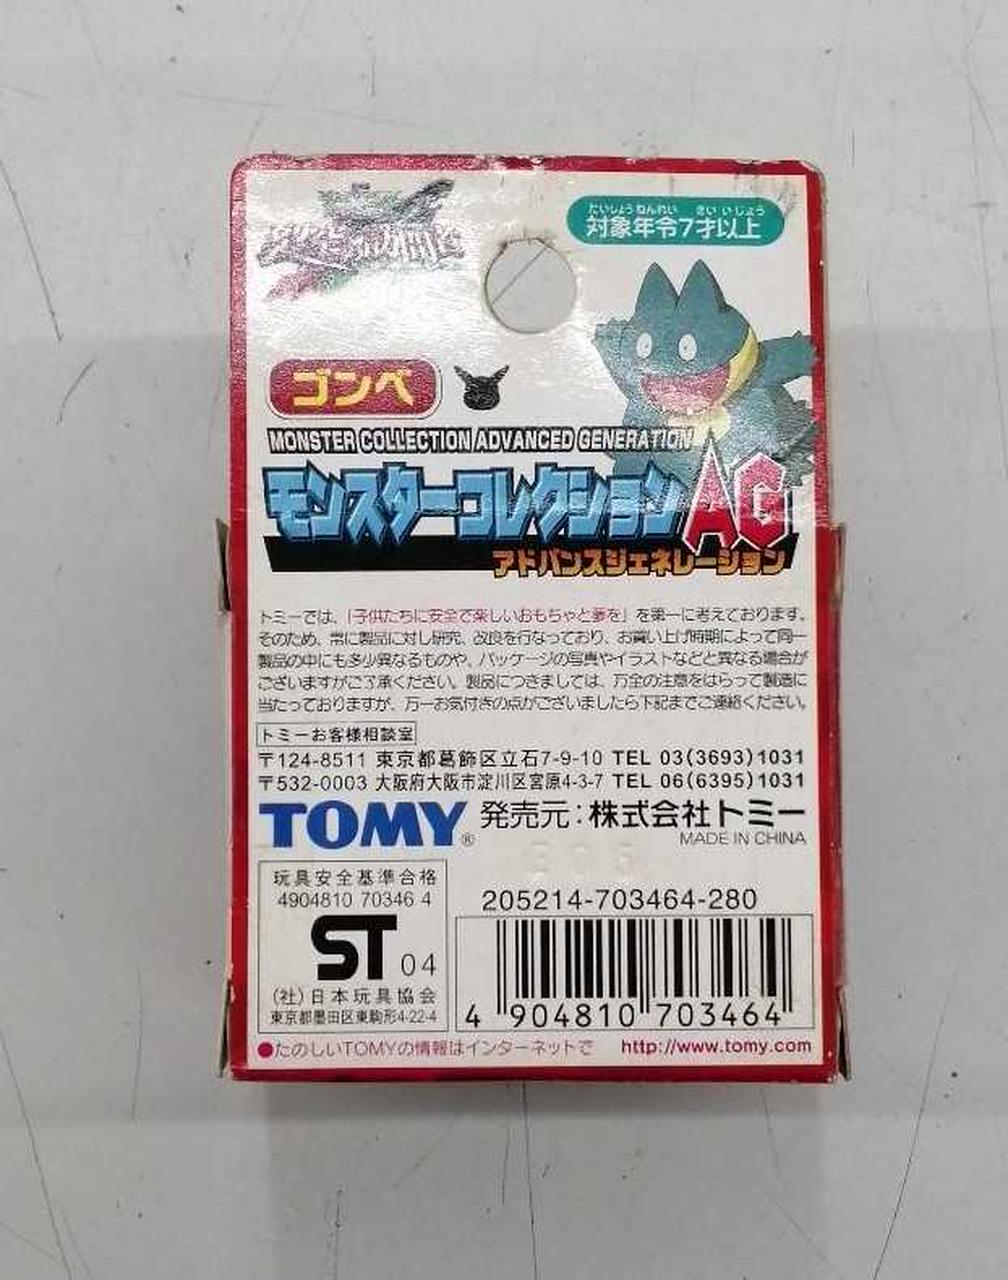 たいしょうねんれい さいいじょう
対象年令7才以上
ゴンベ
MONSTER COLLECTION ADVANCED GENERATION
モンスターコレクションAG
アドバンスジェネレーション
トミーでは、「子供たちに安全で楽しいおもちゃと夢を」を第一に考えております。
そのため、常に製品に対し研究、改良を行なっており、お買い上げ時期によって同一
製品の中にも多少異なるものや、パッケージの写真やイラストなどと異なる場合が
ございますがご了承ください。製品につきましては、万全の注意をはらって製造に
当たっておりますが、万一お気付きの点がございましたら下記までご連絡ください。
トミーお客様相談室
〒124-8511 東京都葛飾区立石7-9-10 TEL 03(3693)1031
〒532-0003 大阪府大阪市淀川区宮原4-3-7 TEL 06(6395)1031
TOMY® 発売元:株式会社トミー
MADE IN CHINA
玩具安全基準合格
4904810 70346 4
ST 04
(社)日本玩具協会
東京都墨田区東駒形4-22-4
205214-703464-280
4 904810 703464
●たのしいTOMYの情報はインターネットで http://www.tomy.com